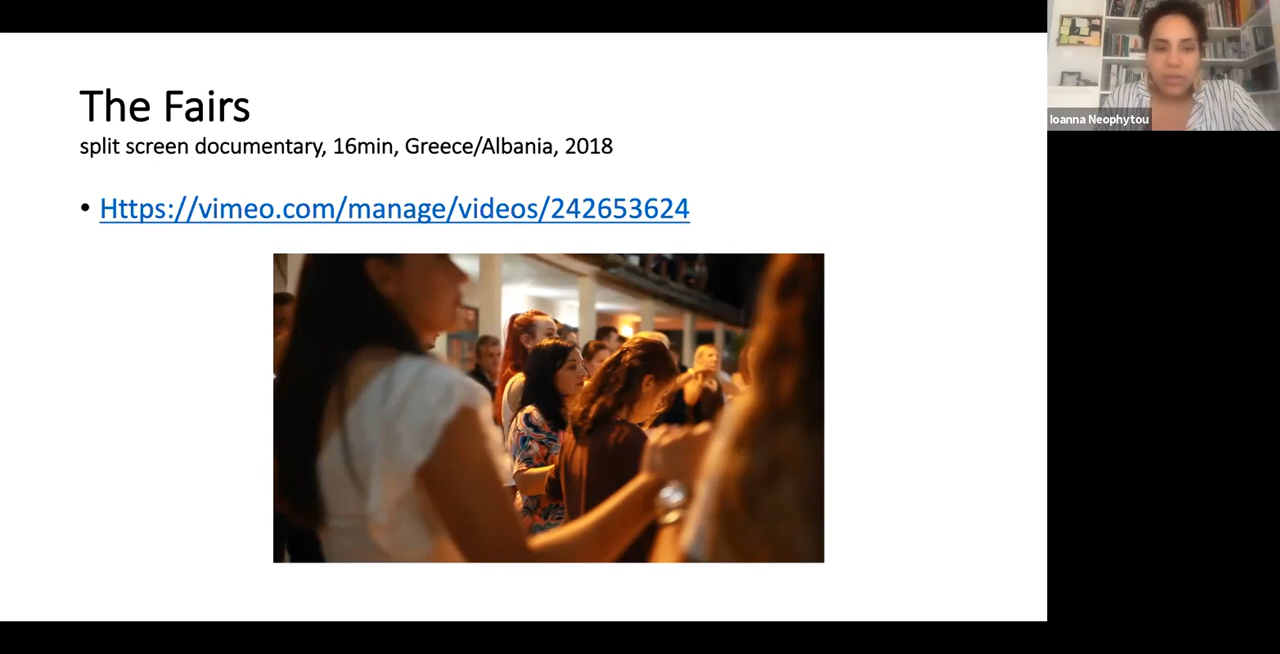 The Fairs
split screen documentary, 16min, Greece/Albania, 2018
• Https://vimeo.com/manage/videos/242653624
Ioanna Neophytou